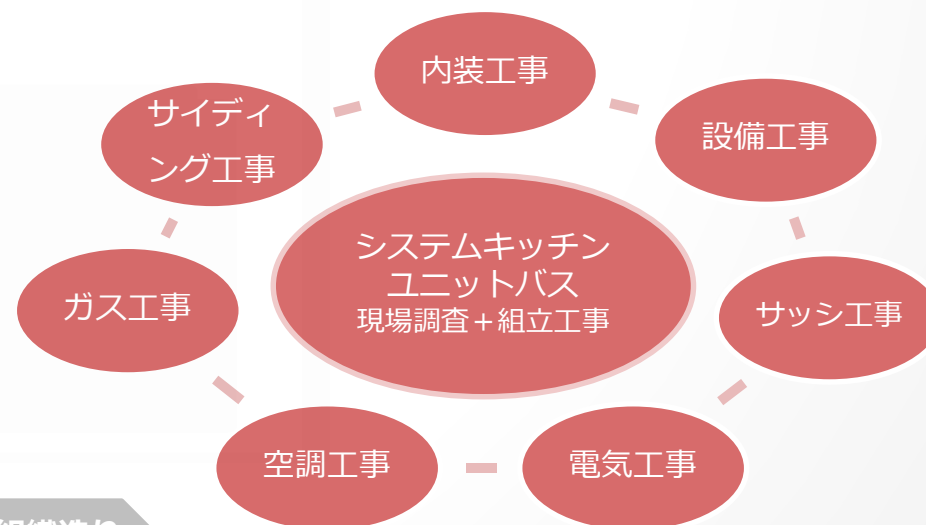 内装工事
サイディ
ング工事
設備工事
システムキッチン
ユニットバス
現場調査＋組立工事
ガス工事
サッシ工事
空調工事
電気工事